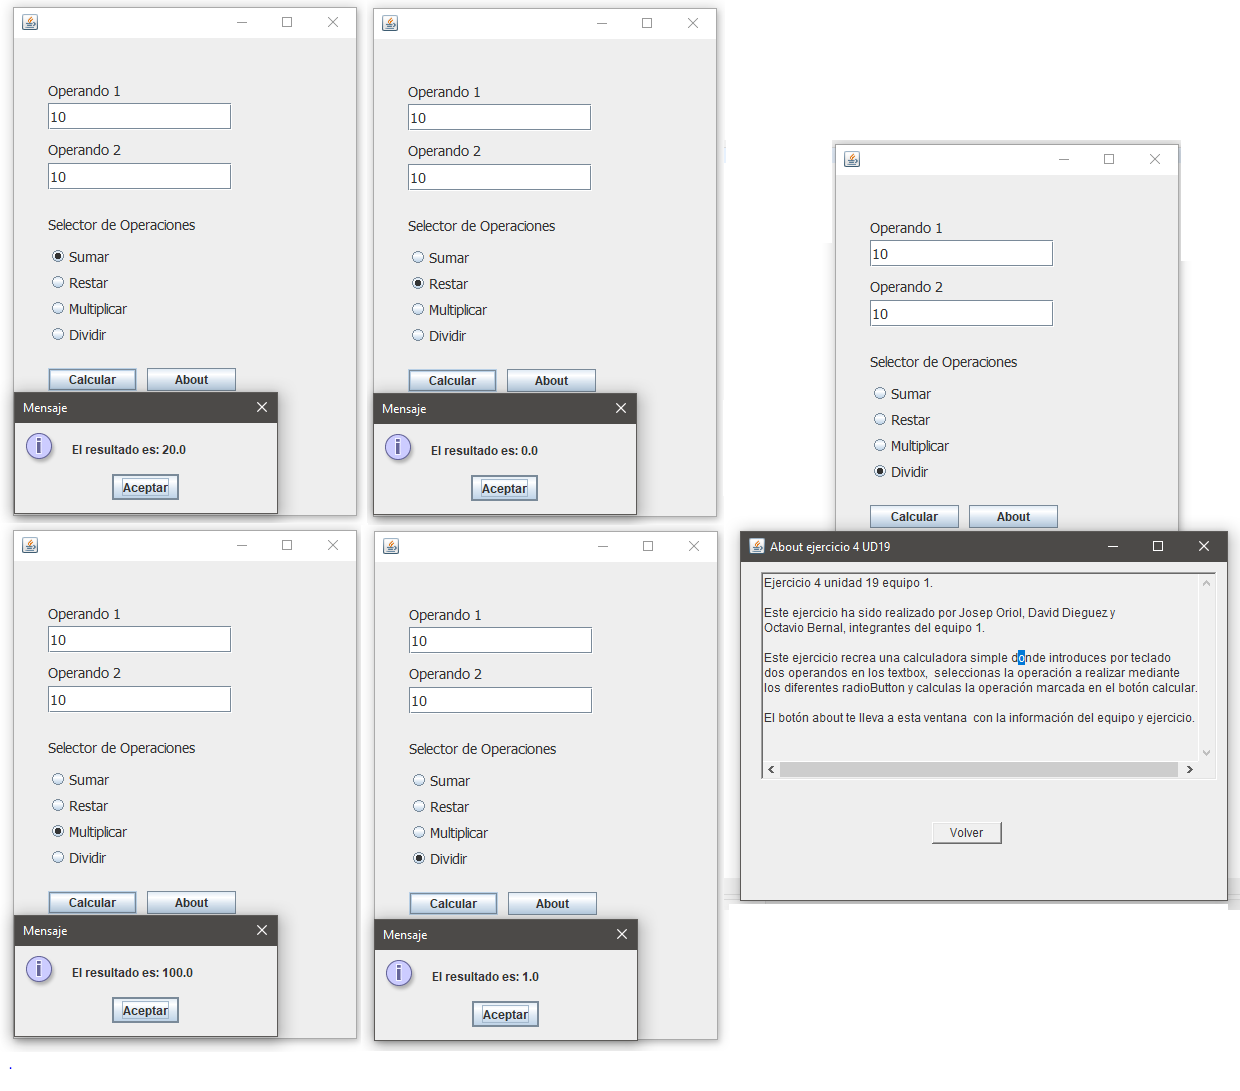 Operando 1
10
Operando 2
10
Selector de Operaciones
Sumar
Restar
Multiplicar
Dividir
Calcular About
Mensaje
El resultado es: 20.0
Aceptar
Operando 1
10
Operando 2
10
Selector de Operaciones
Sumar
Restar
Multiplicar
Dividir
Calcular About
Mensaje
El resultado es: 0.0
Aceptar
Operando 1
10
Operando 2
10
Selector de Operaciones
Sumar
Restar
Multiplicar
Dividir
Calcular About
Mensaje
El resultado es: 100.0
Aceptar
Operando 1
10
Operando 2
10
Selector de Operaciones
Sumar
Restar
Multiplicar
Dividir
Calcular About
Mensaje
El resultado es: 1.0
Aceptar
Operando 1
10
Operando 2
10
Selector de Operaciones
Sumar
Restar
Multiplicar
Dividir
Calcular About
About ejercicio 4 UD19
Ejercicio 4 unidad 19 equipo 1.
Este ejercicio ha sido realizado por Josep Oriol, David Dieguez y
Octavio Bernal, integrantes del equipo 1.
Este ejercicio recrea una calculadora simple donde introduces por teclado
dos operandos en los textbox,  seleccionas la operación a realizar mediante
los diferentes radioButton y calculas la operación marcada en el botón calcular.
El botón about te lleva a esta ventana  con la información del equipo y ejercicio.
Volver